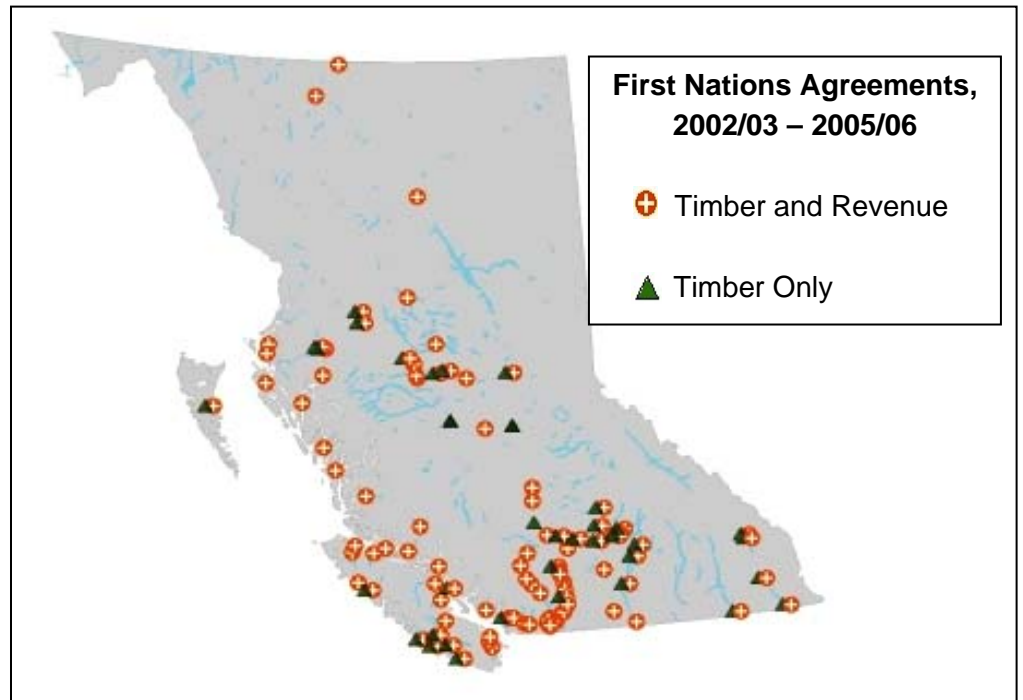 First Nations Agreements,
2002/03 – 2005/06
Timber and Revenue
Timber Only